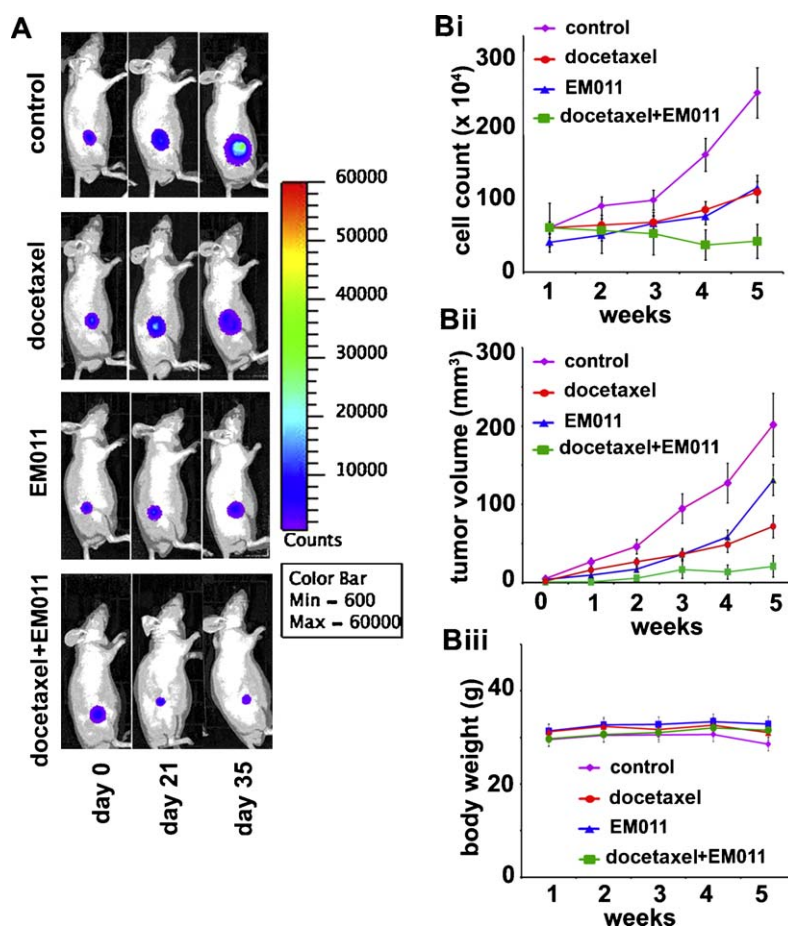 A
control
docetaxel
EM011
docetaxel+EM011
day 0
day 21
day 35
60000
50000
40000
30000
20000
10000
Counts
Color Bar
Min – 600
Max – 60000
Bi
cell count (x 10⁴)
300
200
100
0
control
docetaxel
EM011
docetaxel+EM011
1 2 3 4 5
weeks
Bii
tumor volume (mm³)
300
200
100
0
control
docetaxel
EM011
docetaxel+EM011
0 1 2 3 4 5
weeks
Biii
body weight (g)
60
30
0
control
docetaxel
EM011
docetaxel+EM011
1 2 3 4 5
weeks